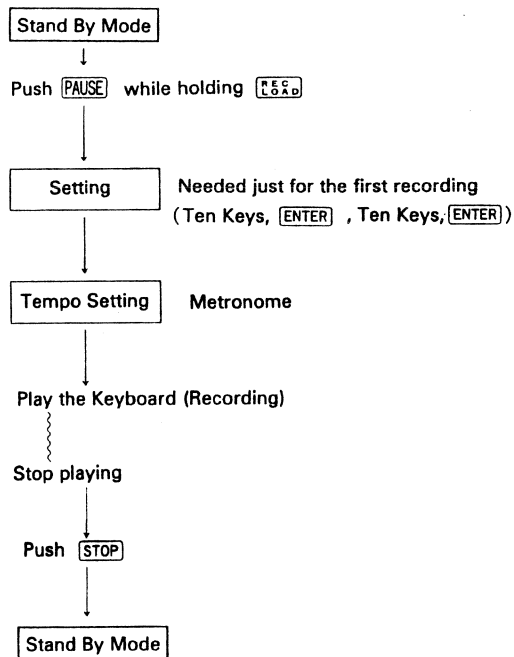 Stand By Mode
Push PAUSE while holding REC LOAD
Setting Needed just for the first recording
(Ten Keys, ENTER , Ten Keys, ENTER)
Tempo Setting Metronome
Play the Keyboard (Recording)
Stop playing
Push STOP
Stand By Mode